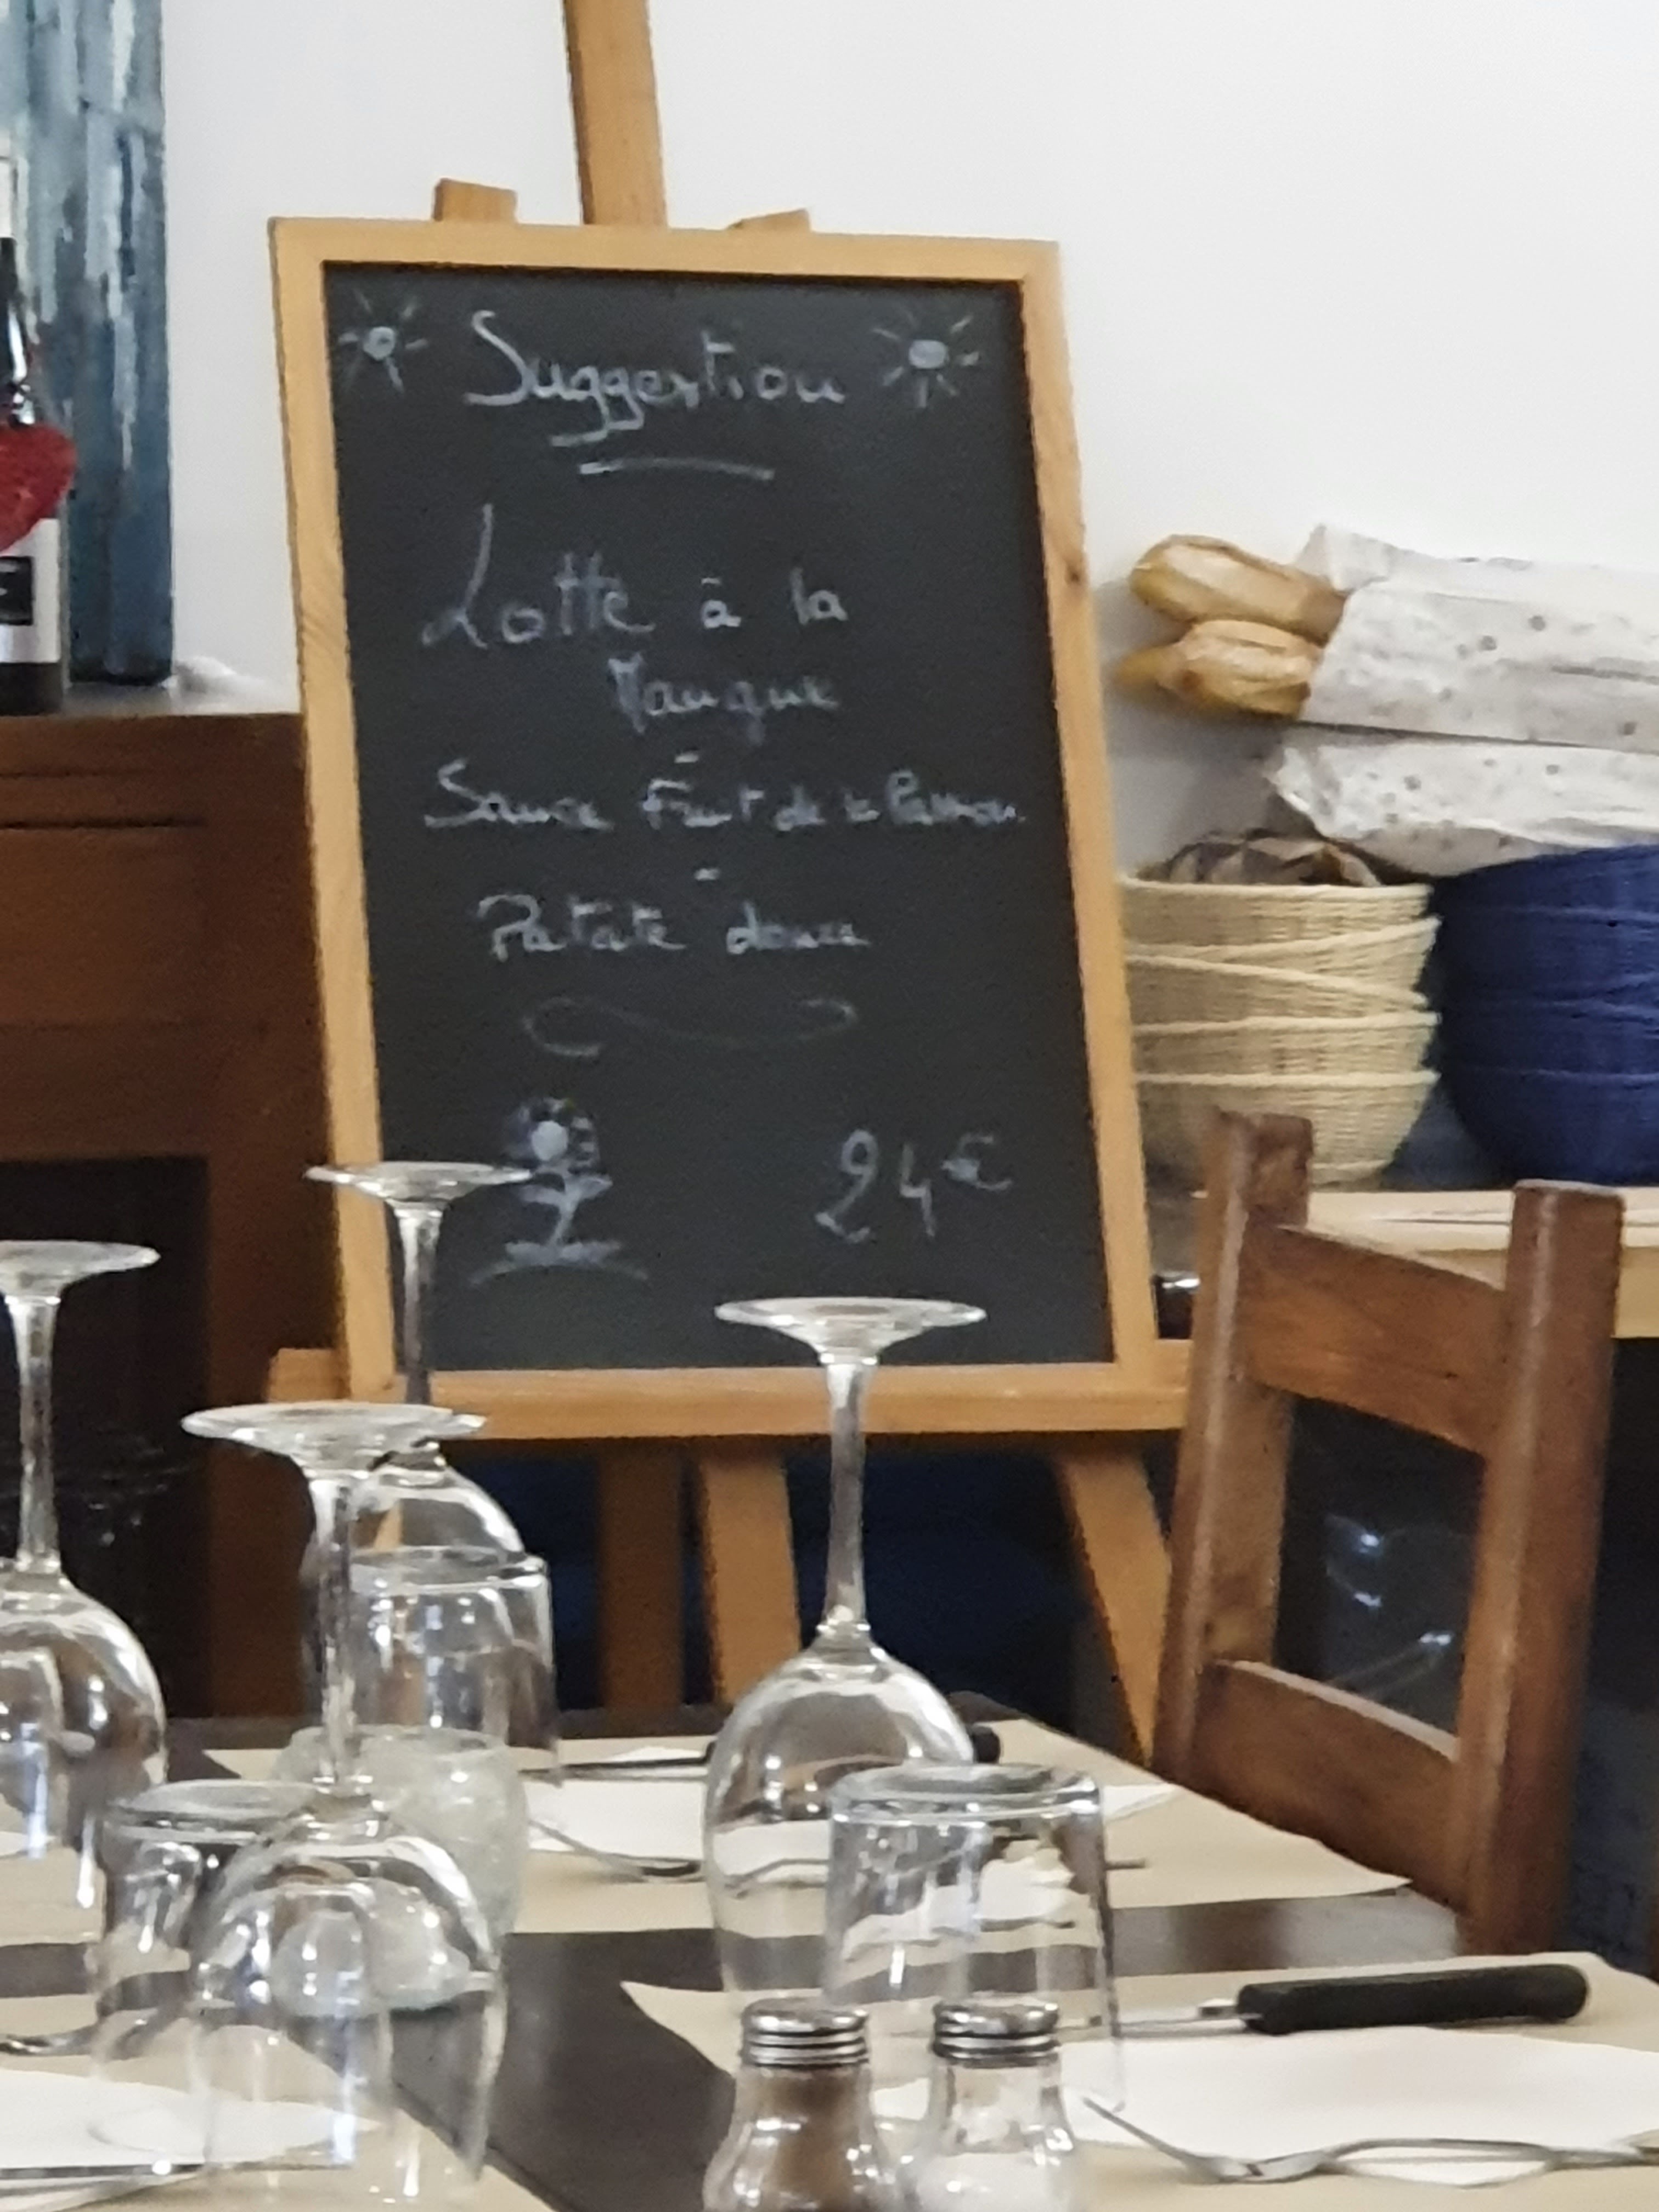 Suggestion
Lotte à la
Mangue
-
Sauce Fruit de la Passion
-
Patate douce
24€